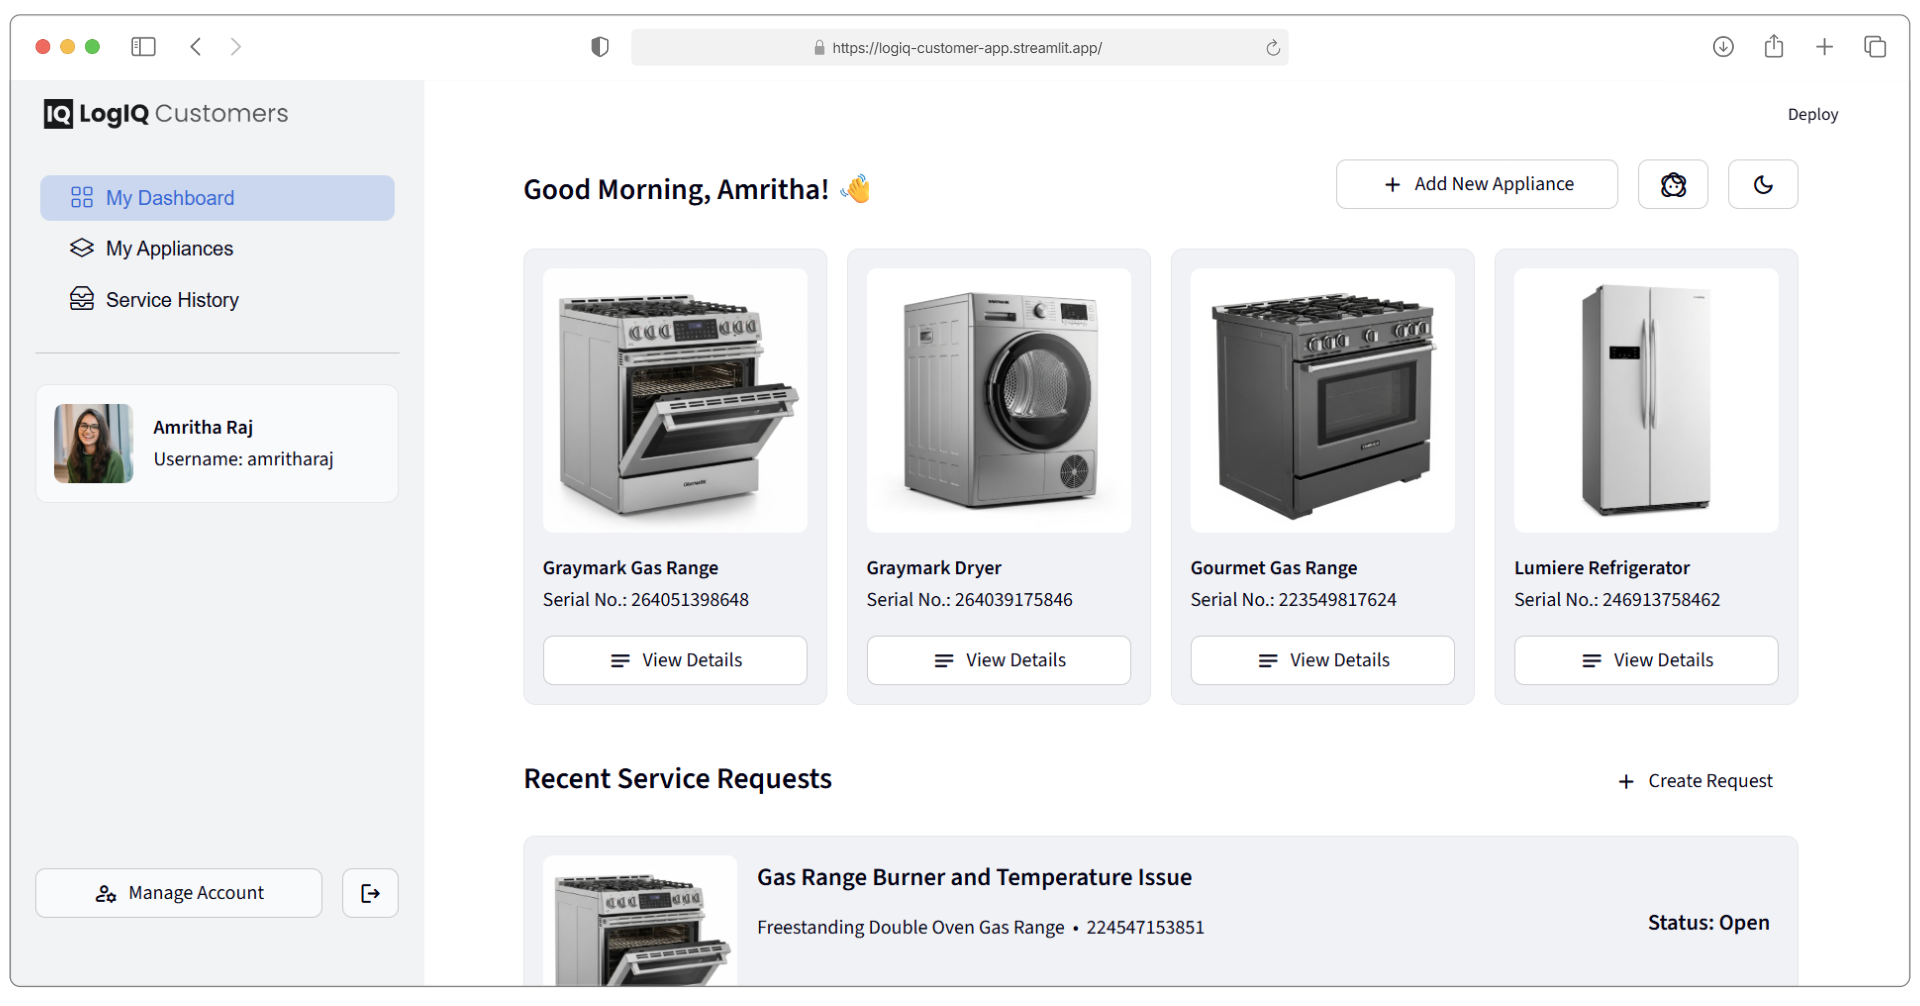 https://logiq-customer-app.streamlit.app/
IQ LogIQ Customers
Deploy
My Dashboard
My Appliances
Service History
Amritha Raj
Username: amritharaj
Manage Account
Good Morning, Amritha! 👋
+ Add New Appliance
Graymark Gas Range
Serial No.: 264051398648
View Details
Graymark Dryer
Serial No.: 264039175846
View Details
Gourmet Gas Range
Serial No.: 223549817624
View Details
Lumiere Refrigerator
Serial No.: 246913758462
View Details
Recent Service Requests
+ Create Request
Gas Range Burner and Temperature Issue
Freestanding Double Oven Gas Range • 224547153851
Status: Open